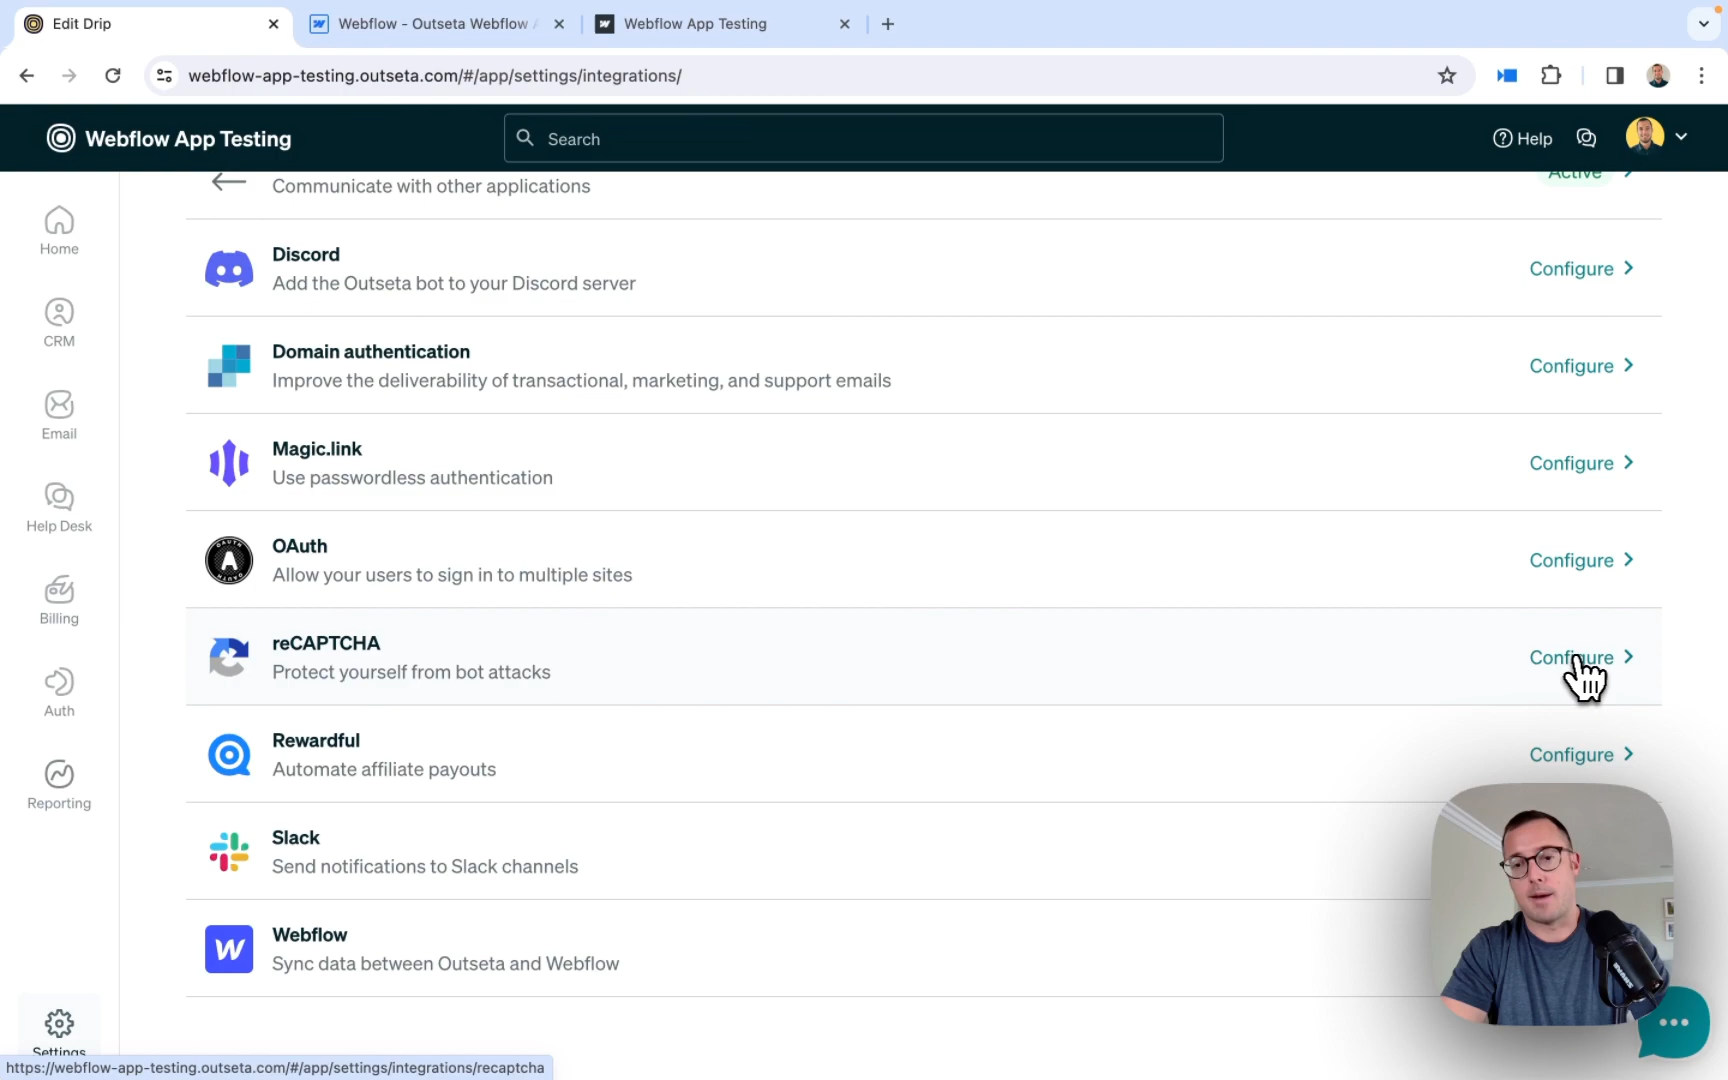 Edit Drip
Webflow - Outseta Webflow
Webflow App Testing
webflow-app-testing.outseta.com/#/app/settings/integrations/
Webflow App Testing
Search
Help
Communicate with other applications
Active
Home
CRM
Email
Help Desk
Billing
Auth
Reporting
Settings
Discord
Add the Outseta bot to your Discord server
Configure
Domain authentication
Improve the deliverability of transactional, marketing, and support emails
Configure
Magic.link
Use passwordless authentication
Configure
OAuth
Allow your users to sign in to multiple sites
Configure
reCAPTCHA
Protect yourself from bot attacks
Configure
Rewardful
Automate affiliate payouts
Configure
Slack
Send notifications to Slack channels
Webflow
Sync data between Outseta and Webflow
https://webflow-app-testing.outseta.com/#/app/settings/integrations/recaptcha